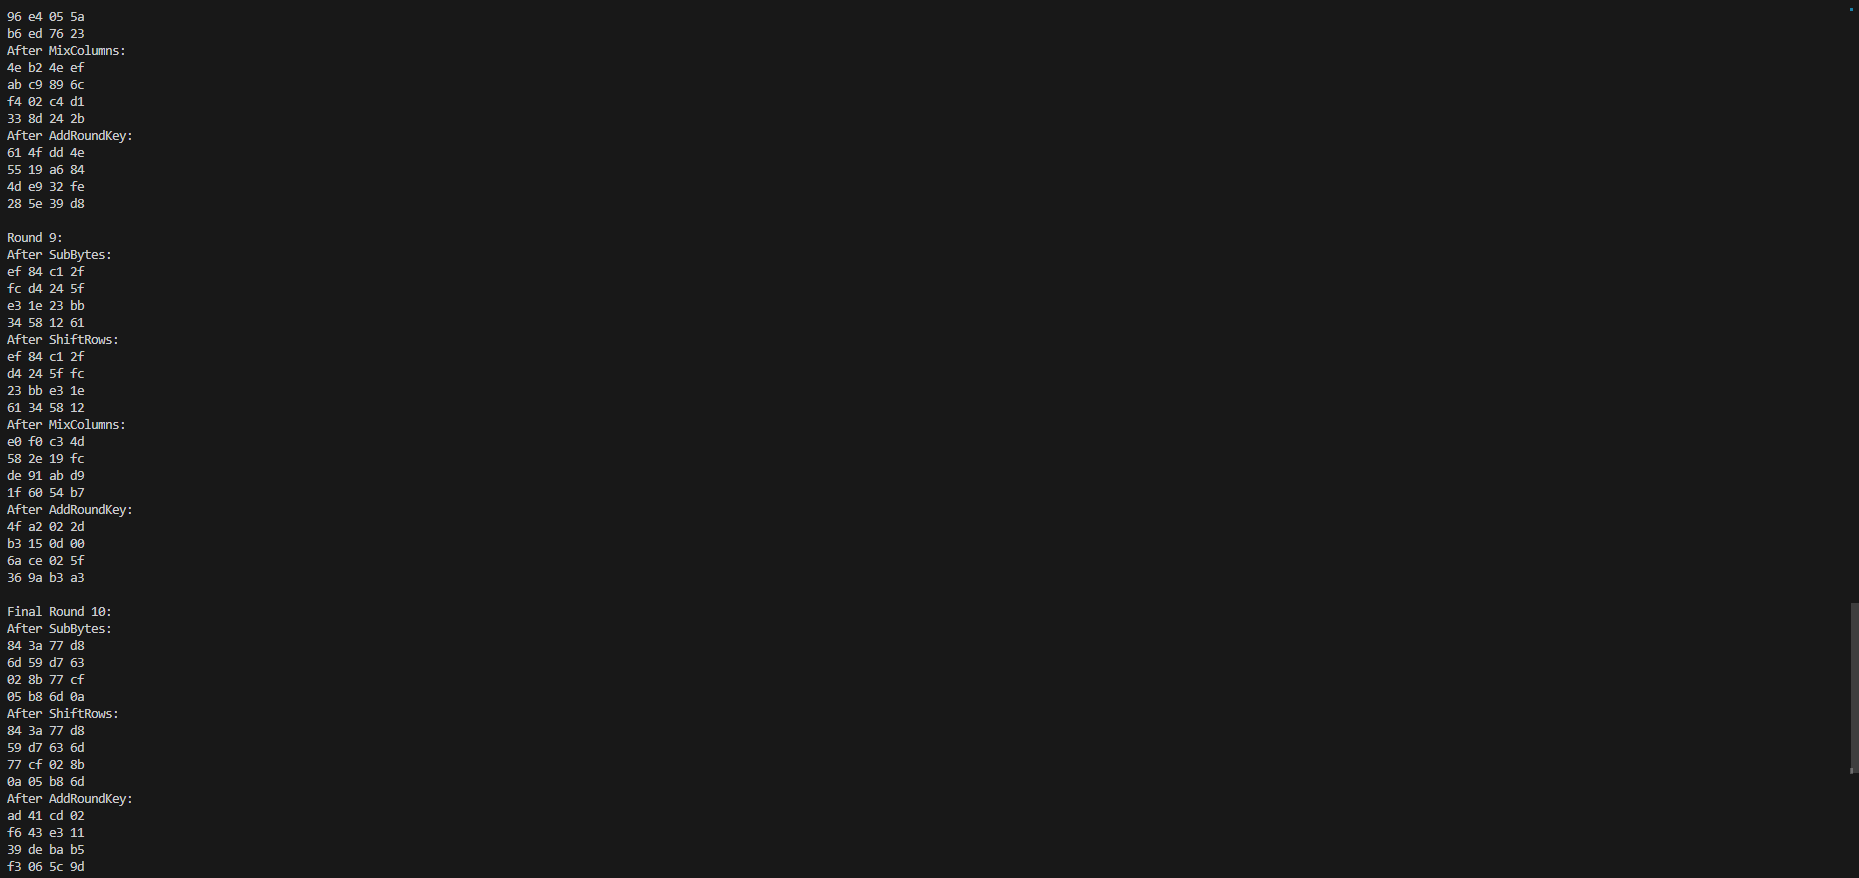 96 e4 05 5a
b6 ed 76 23
After MixColumns:
4e b2 4e ef
ab c9 89 6c
f4 02 c4 d1
33 8d 24 2b
After AddRoundKey:
61 4f dd 4e
55 19 a6 84
4d e9 32 fe
28 5e 39 d8
Round 9:
After SubBytes:
ef 84 c1 2f
fc d4 24 5f
e3 1e 23 bb
34 58 12 61
After ShiftRows:
ef 84 c1 2f
d4 24 5f fc
23 bb e3 1e
61 34 58 12
After MixColumns:
e0 f0 c3 4d
58 2e 19 fc
de 91 ab d9
1f 60 54 b7
After AddRoundKey:
4f a2 02 2d
b3 15 0d 00
6a ce 02 5f
36 9a b3 a3
Final Round 10:
After SubBytes:
84 3a 77 d8
6d 59 d7 63
02 8b 77 cf
05 b8 6d 0a
After ShiftRows:
84 3a 77 d8
59 d7 63 6d
77 cf 02 8b
0a 05 b8 6d
After AddRoundKey:
ad 41 cd 02
f6 43 e3 11
39 de ba b5
f3 06 5c 9d